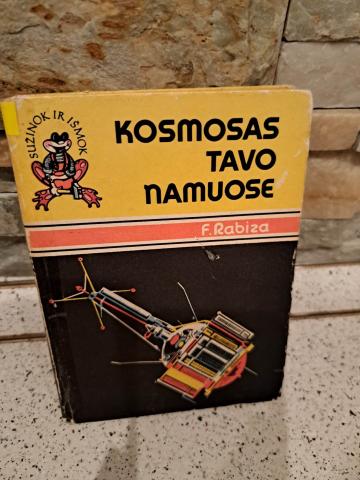 SUŽINOK IR IŠMOK
KOSMOSAS
TAVO
NAMUOSE
F. Rabiza